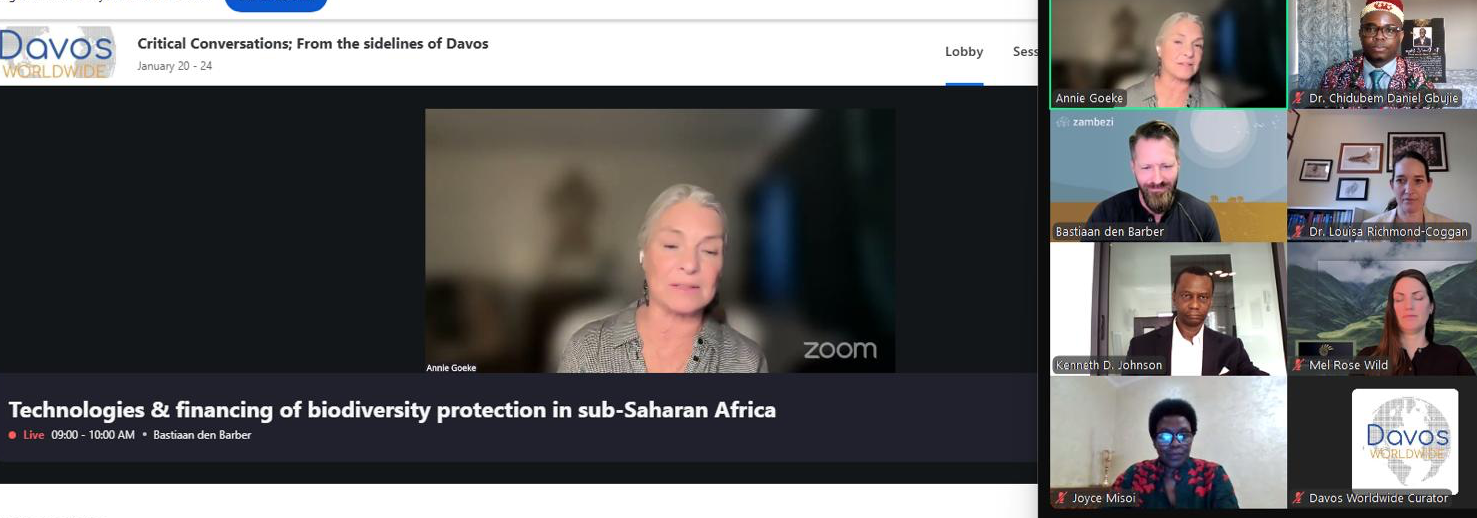 Davos
WORLDWIDE
Critical Conversations; From the sidelines of Davos
January 20 - 24
Lobby
Sess
zoom
Annie Goeke
Technologies & financing of biodiversity protection in sub-Saharan Africa
Live 09:00 - 10:00 AM • Bastiaan den Barber
Annie Goeke
Dr. Chidubem Daniel Gbujie
zambezi
Bastiaan den Barber
Dr. Louisa Richmond-Coggan
Kenneth D. Johnson
Mel Rose Wild
Joyce Misoi
Davos
WORLDWIDE
Davos Worldwide Curator